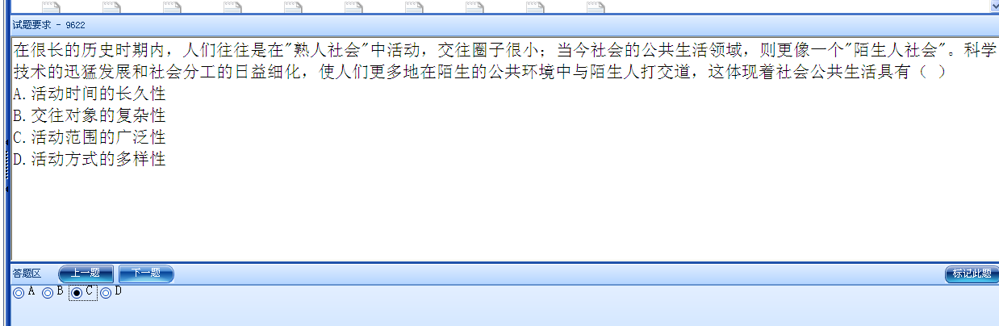 试题要求 - 9622
在很长的历史时期内，人们往往是在"熟人社会"中活动，交往圈子很小；当今社会的公共生活领域，则更像一个"陌生人社会"。科学
技术的迅猛发展和社会分工的日益细化，使人们更多地在陌生的公共环境中与陌生人打交道，这体现着社会公共生活具有（ ）
A.活动时间的长久性
B.交往对象的复杂性
C.活动范围的广泛性
D.活动方式的多样性
答题区 上一题 下一题 标记此题
A B C D